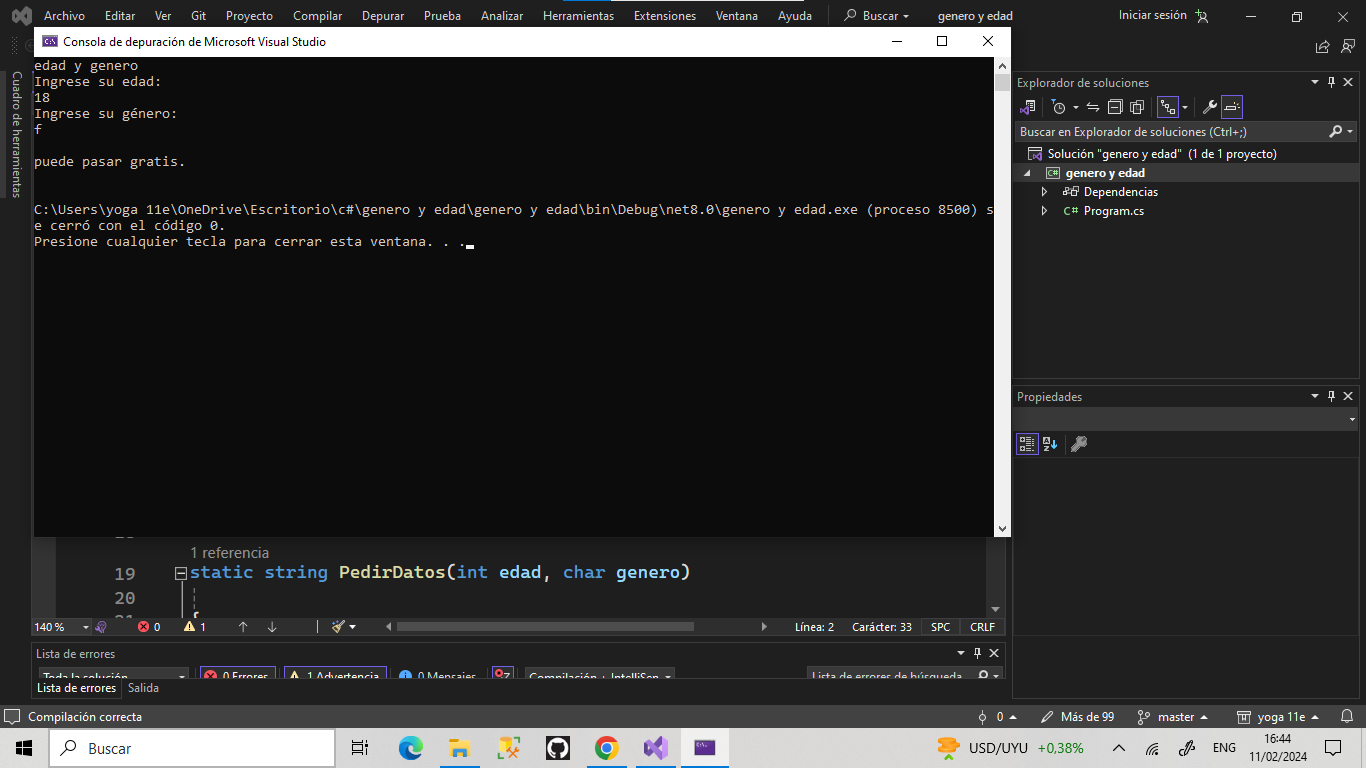 Archivo Editar Ver Git Proyecto Compilar Depurar Prueba Analizar Herramientas Extensiones Ventana Ayuda Buscar genero y edad Iniciar sesión
Consola de depuración de Microsoft Visual Studio
Cuadro de herramientas
edad y genero
Ingrese su edad:
18
Ingrese su género:
f
puede pasar gratis.
C:\Users\yoga 11e\OneDrive\Escritorio\c#\genero y edad\genero y edad\bin\Debug\net8.0\genero y edad.exe (proceso 8500) s
e cerró con el código 0.
Presione cualquier tecla para cerrar esta ventana. . .
Explorador de soluciones
Buscar en Explorador de soluciones (Ctrl+;)
Solución "genero y edad" (1 de 1 proyecto)
C# genero y edad
Dependencias
C# Program.cs
Propiedades
1 referencia
19 static string PedirDatos(int edad, char genero)
20 {
140 % 0 1 Línea: 2 Carácter: 33 SPC CRLF
Lista de errores
Toda la solución 0 Errores 1 Advertencia 0 Mensajes Compilación + IntelliSen Lista de errores de búsqueda
Lista de errores Salida
Compilación correcta 0 Más de 99 master yoga 11e
Buscar USD/UYU +0,38% ENG 16:44
11/02/2024